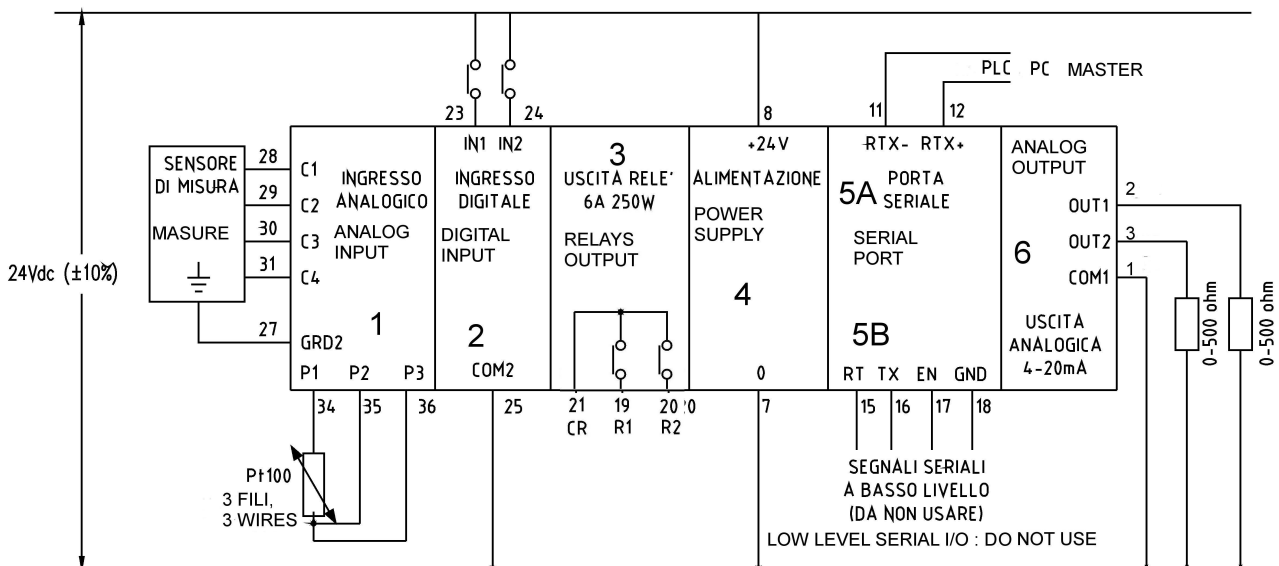 PLC PC MASTER
23 24 8 11 12
IN1 IN2
+24V
RTX- RTX+
ANALOG
OUTPUT
SENSORE
DI MISURA
MASURE
28
29
30
31
27
C1
C2
C3
C4
GRD2
INGRESSO
ANALOGICO
ANALOG
INPUT
1
P1 P2 P3
INGRESSO
DIGITALE
DIGITAL
INPUT
2
COM2
3
USCITA RELE'
6A 250W
RELAYS
OUTPUT
ALIMENTAZIONE
POWER
SUPPLY
4
0
5A PORTA
SERIALE
SERIAL
PORT
5B
RT TX EN GND
OUT1
OUT2
COM1
2
3
1
6
USCITA
ANALOGICA
4-20mA
0-500 ohm
0-500 ohm
24Vdc (±10%)
34 35 36 25
21 19 20 20
CR R1 R2
7
15 16 17 18
Pt100
3 FILI,
3 WIRES
SEGNALI SERIALI
A BASSO LIVELLO
(DA NON USARE)
LOW LEVEL SERIAL I/O : DO NOT USE